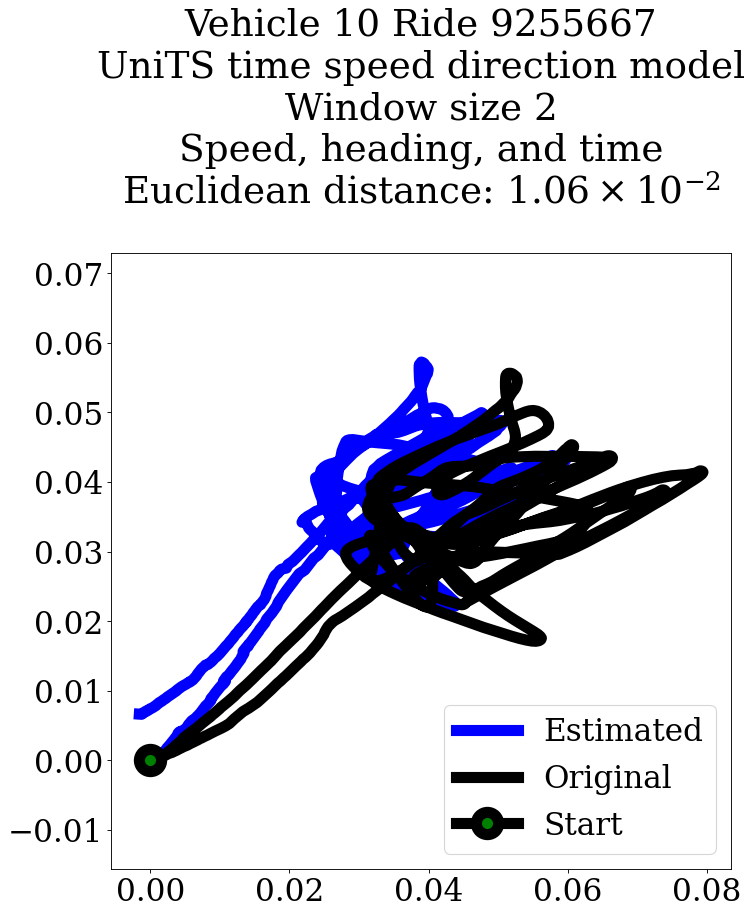 Vehicle 10 Ride 9255667
UniTS time speed direction model
Window size 2
Speed, heading, and time
Euclidean distance: 1.06 × 10⁻²
0.07
0.06
0.05
0.04
0.03
0.02
0.01
0.00
−0.01
Estimated
Original
Start
0.00 0.02 0.04 0.06 0.08